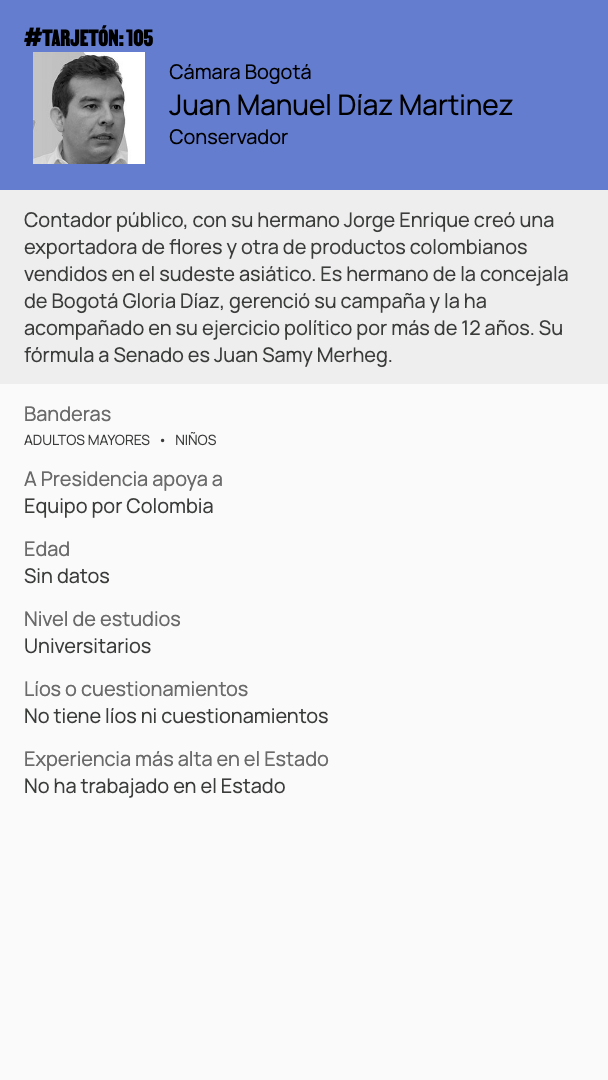 #TARJETÓN: 105
Cámara Bogotá
Juan Manuel Díaz Martinez
Conservador
Contador público, con su hermano Jorge Enrique creó una
exportadora de flores y otra de productos colombianos
vendidos en el sudeste asiático. Es hermano de la concejala
de Bogotá Gloria Díaz, gerenció su campaña y la ha
acompañado en su ejercicio político por más de 12 años. Su
fórmula a Senado es Juan Samy Merheg.
Banderas
ADULTOS MAYORES • NIÑOS
A Presidencia apoya a
Equipo por Colombia
Edad
Sin datos
Nivel de estudios
Universitarios
Líos o cuestionamientos
No tiene líos ni cuestionamientos
Experiencia más alta en el Estado
No ha trabajado en el Estado